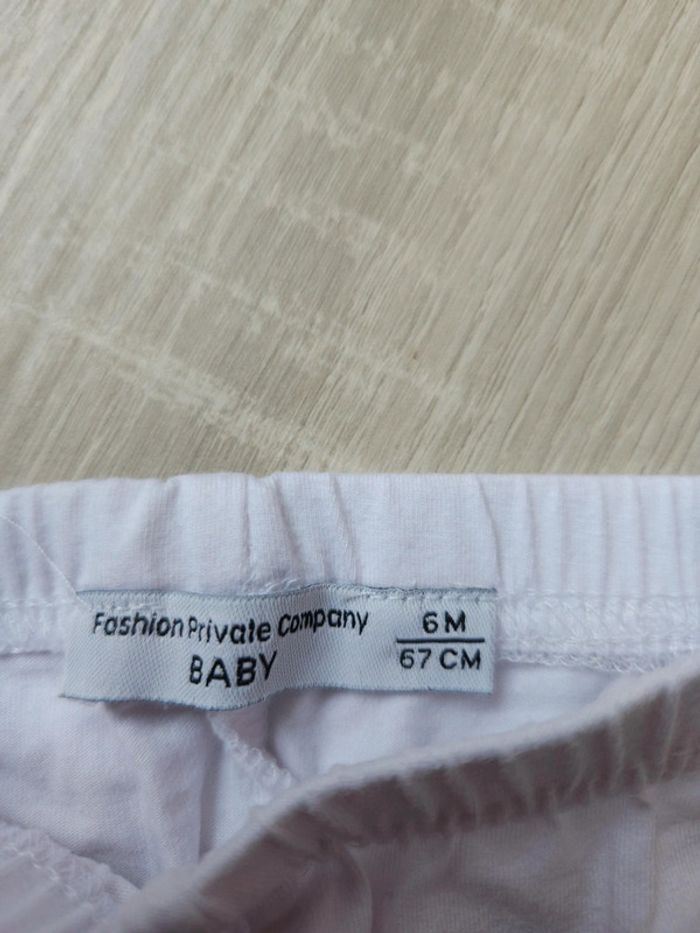 Fashion Private Company
BABY
6 M
67 CM